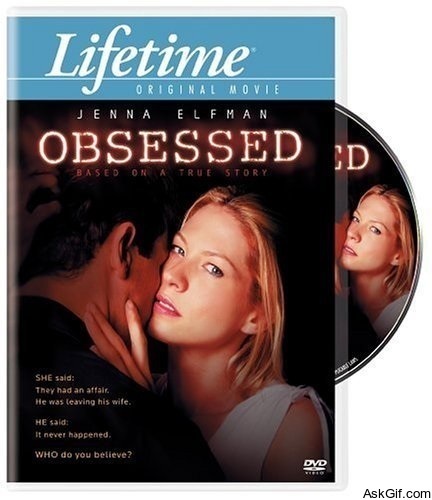 Lifetime®
ORIGINAL MOVIE
JENNA ELFMAN
OBSESSED
BASED ON A TRUE STORY
SHE said:
They had an affair.
He was leaving his wife.
HE said:
It never happened.
WHO do you believe?
DVD
VIDEO
ED
AskGif.com